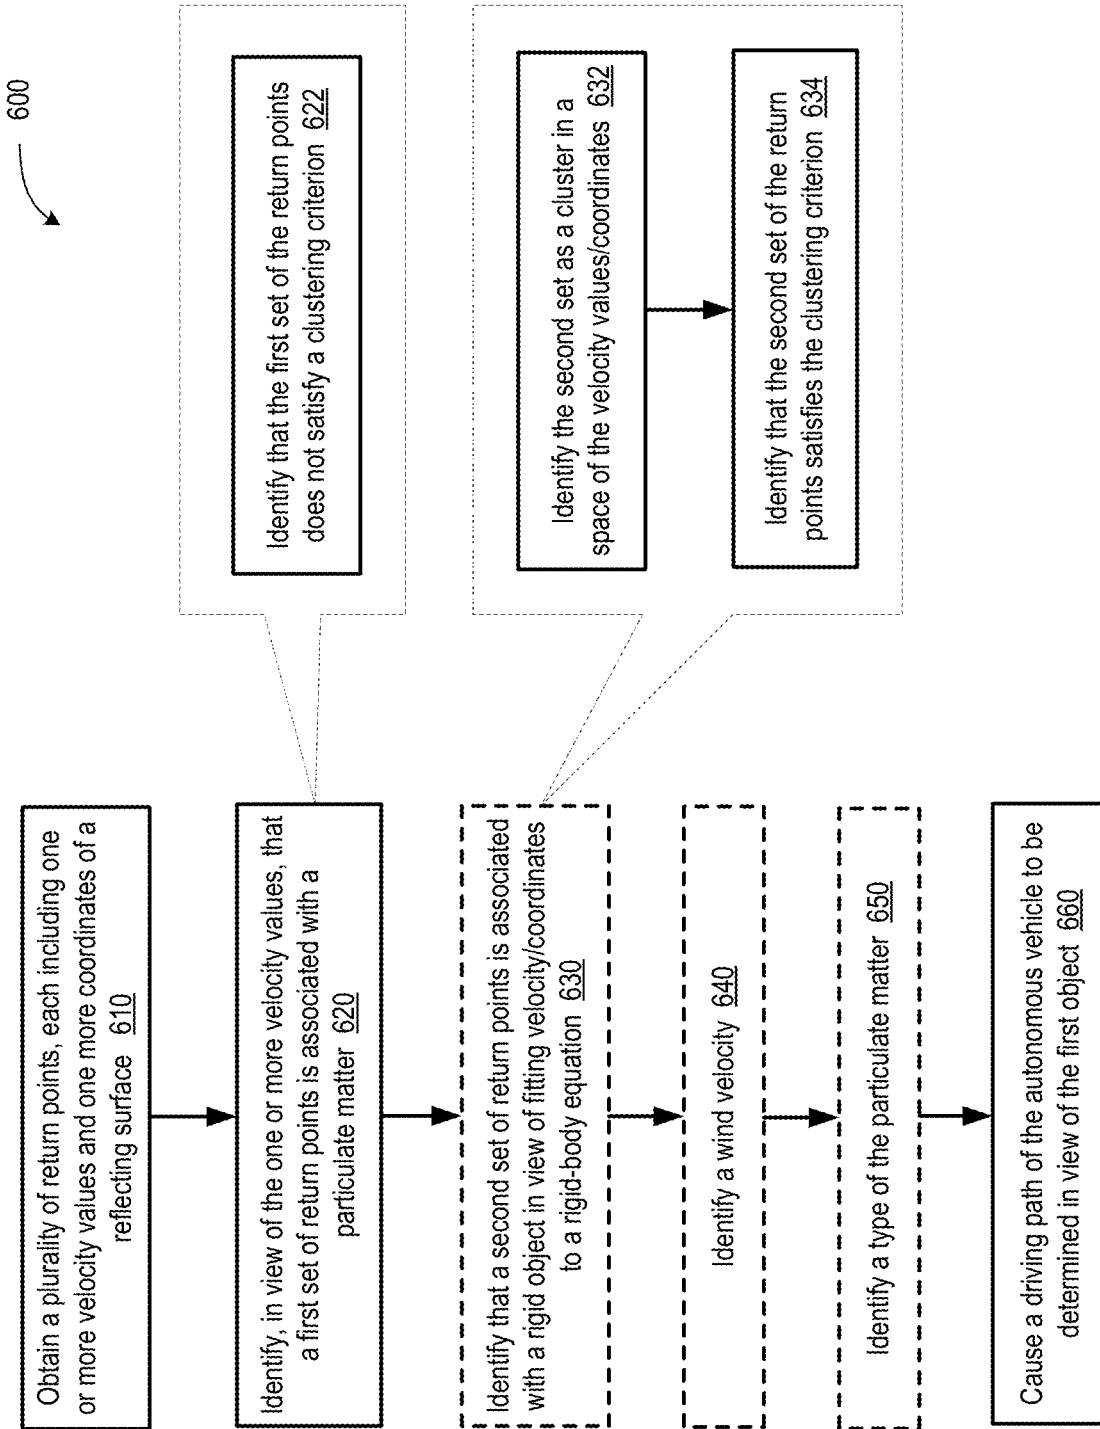 600
Obtain a plurality of return points, each including one
or more velocity values and one more coordinates of a
reflecting surface 610
Identify, in view of the one or more velocity values, that
a first set of return points is associated with a
particulate matter 620
Identify that the first set of the return points
does not satisfy a clustering criterion 622
Identify that a second set of return points is associated
with a rigid object in view of fitting velocity/coordinates
to a rigid-body equation 630
Identify the second set as a cluster in a
space of the velocity values/coordinates 632
Identify that the second set of the return
points satisfies the clustering criterion 634
Identify a wind velocity 640
Identify a type of the particulate matter 650
Cause a driving path of the autonomous vehicle to be
determined in view of the first object 660